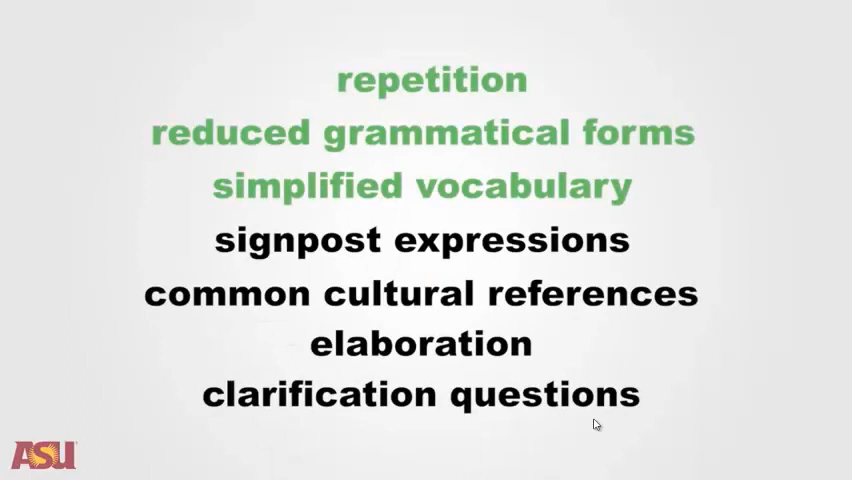 repetition
reduced grammatical forms
simplified vocabulary
signpost expressions
common cultural references
elaboration
clarification questions
ASU